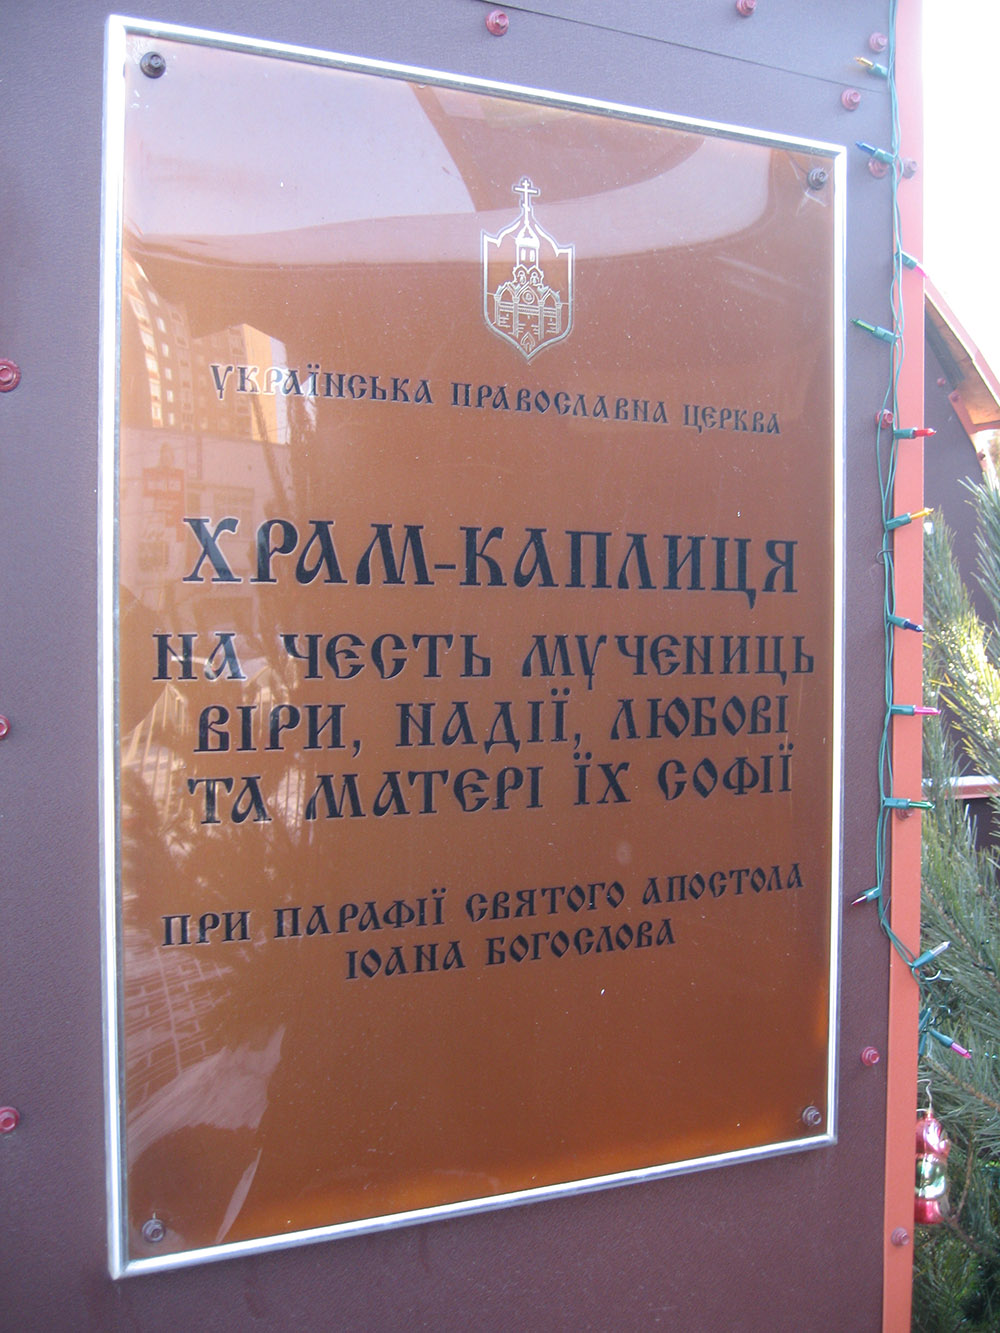 УКРАЇНСЬКА ПРАВОСЛАВНА ЦЕРКВА
ХРАМ-КАПЛИЦЯ
НА ЧЕСТЬ МУЧЕНИЦЬ
ВІРИ, НАДІЇ, ЛЮБОВІ
ТА МАТЕРІ ЇХ СОФІЇ
ПРИ ПАРАФІЇ СВЯТОГО АПОСТОЛА
ІОАНА БОГОСЛОВА